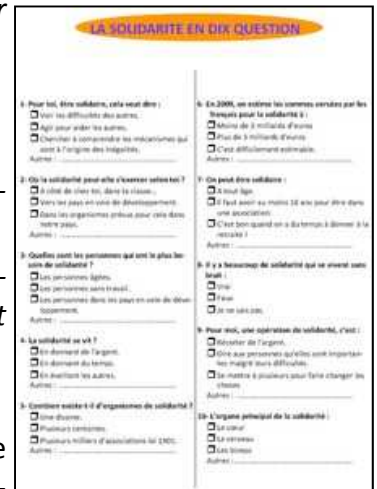 LA SOLIDARITE EN DIX QUESTION
1- Pour toi, être solidaire, cela veut dire :
Voir les difficultés des autres.
Agir pour aider les autres.
Chercher à comprendre les mécanismes qui
sont à l'origine des inégalités.
Autres :
2- Où la solidarité peut-elle s'exercer selon toi ?
A côté de chez toi, dans ta classe...
Vers les pays en voie de développement.
Dans les organismes prévus pour cela dans
notre pays.
Autres :
3- Quelles sont les personnes qui ont le plus be-
soin de solidarité ?
Les personnes âgées.
Les personnes sans travail.
Les personnes dans les pays en voie de déve-
loppement.
Autres :
4- La solidarité se vit ?
En donnant de l'argent.
En donnant du temps.
En éveillant les autres.
5- Combien existe-t-il d'organismes de solidarité ?
Une dizaine.
Plusieurs centaines.
Plusieurs milliers d'associations loi 1901.
Autres :
6- En 2009, on estime les sommes versées par les
français pour la solidarité à :
Moins de 3 milliards d'euros
Plus de 3 milliards d'euros
C'est difficilement estimable.
Autres :
7- On peut être solidaire :
A tout âge.
Il faut avoir au moins 16 ans pour être dans
une association.
C'est bon quand on a du temps à donner à la
retraite !
Autres :
8- Il y a beaucoup de solidarité qui se vivent sans
bruit :
Vrai
Faux
Je ne sais pas.
9- Pour moi, une opération de solidarité, c'est :
Récolter de l'argent.
Dire aux personnes qu'elles sont importan-
tes malgré leurs difficultés.
Se mettre à plusieurs pour faire changer les
choses
Autres :
10- L'organe principal de la solidarité :
Le cœur
Le cerveau
Les
Autres :